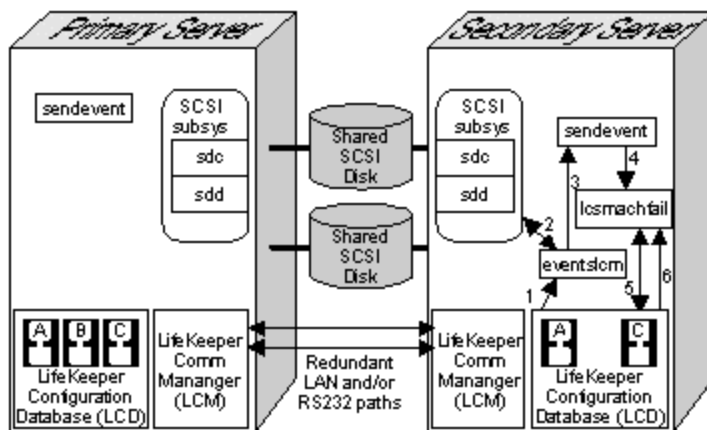 Primary Server
sendevent
SCSI
subsys
sdc
sdd
A
B
C
LifeKeeper
Configuration
Database (LCD)
LifeKeeper
Comm
Mananger
(LCM)
Shared
SCSI
Disk
Shared
SCSI
Disk
Redundant
LAN and/or
RS232 paths
Secondary Server
SCSI
subsys
sdc
sdd
sendevent
3
4
lcsmachfail
2
eventslcm
1
5
6
LifeKeeper
Comm
Mananger
(LCM)
A
C
LifeKeeper
Configuration
Database (LCD)